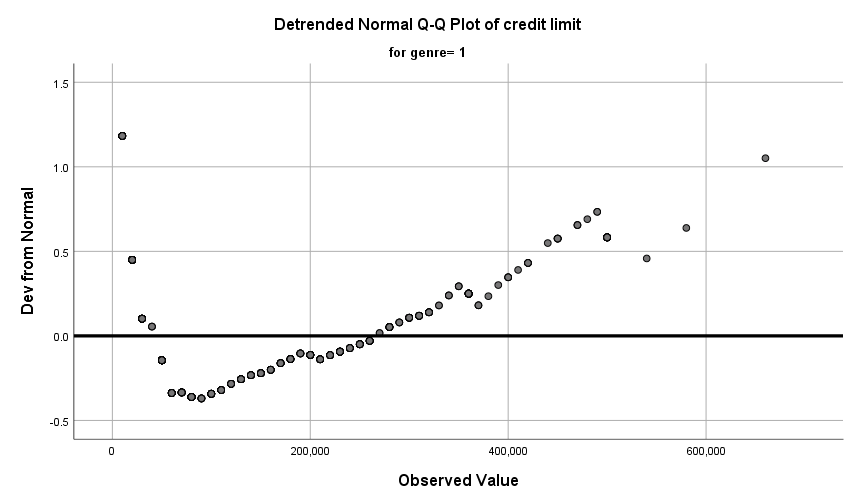 Detrended Normal Q-Q Plot of credit limit
for genre= 1
Dev from Normal
1.5
1.0
0.5
0.0
-0.5
0
200,000
400,000
600,000
Observed Value